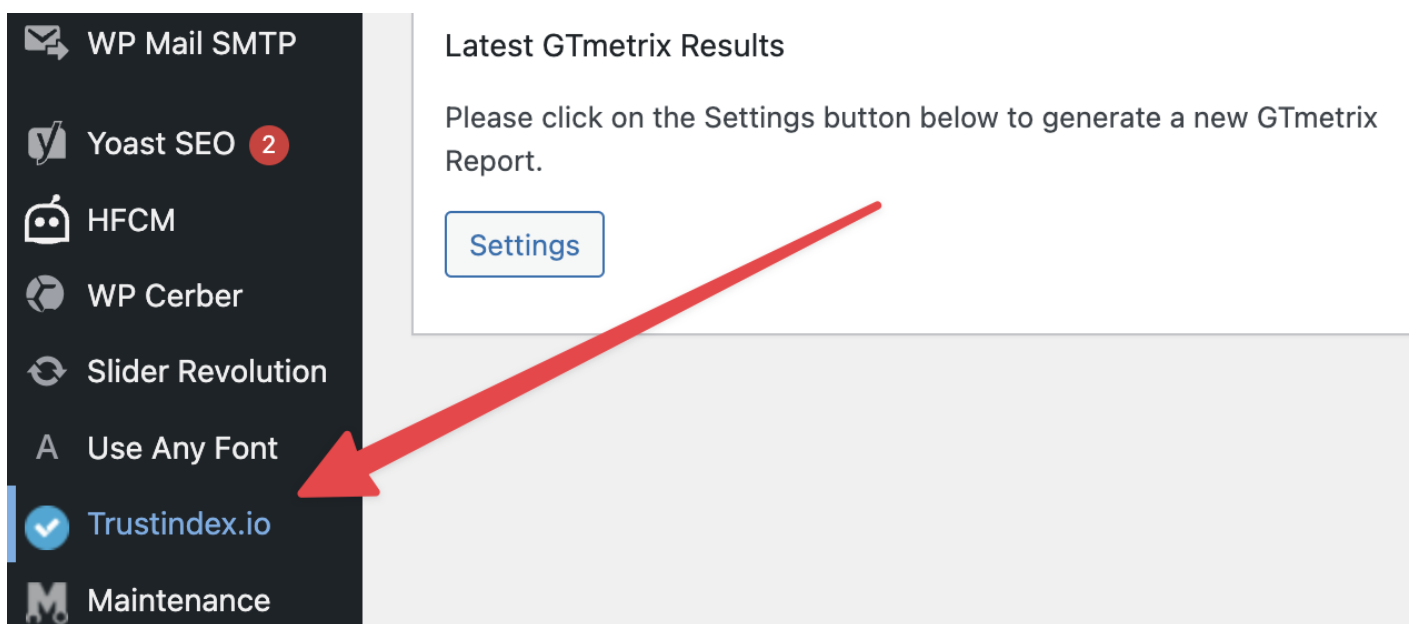 WP Mail SMTP
Yoast SEO 2
HFCM
WP Cerber
Slider Revolution
A Use Any Font
Trustindex.io
Maintenance
Latest GTmetrix Results
Please click on the Settings button below to generate a new GTmetrix
Report.
Settings